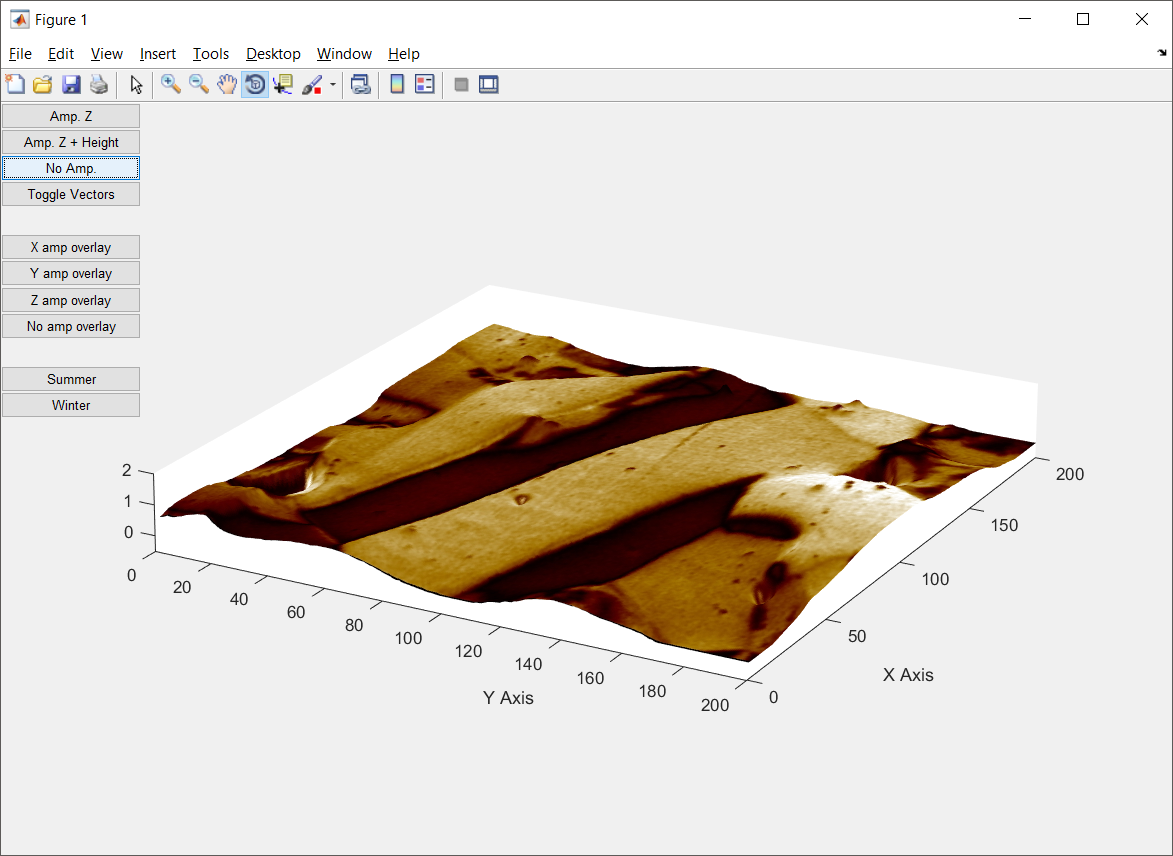 Figure 1
File Edit View Insert Tools Desktop Window Help
Amp. Z
Amp. Z + Height
No Amp.
Toggle Vectors
X amp overlay
Y amp overlay
Z amp overlay
No amp overlay
Summer
Winter
2
1
0
0
20
40
60
80
100
120
140
160
180
200
Y Axis
0
50
100
150
200
X Axis